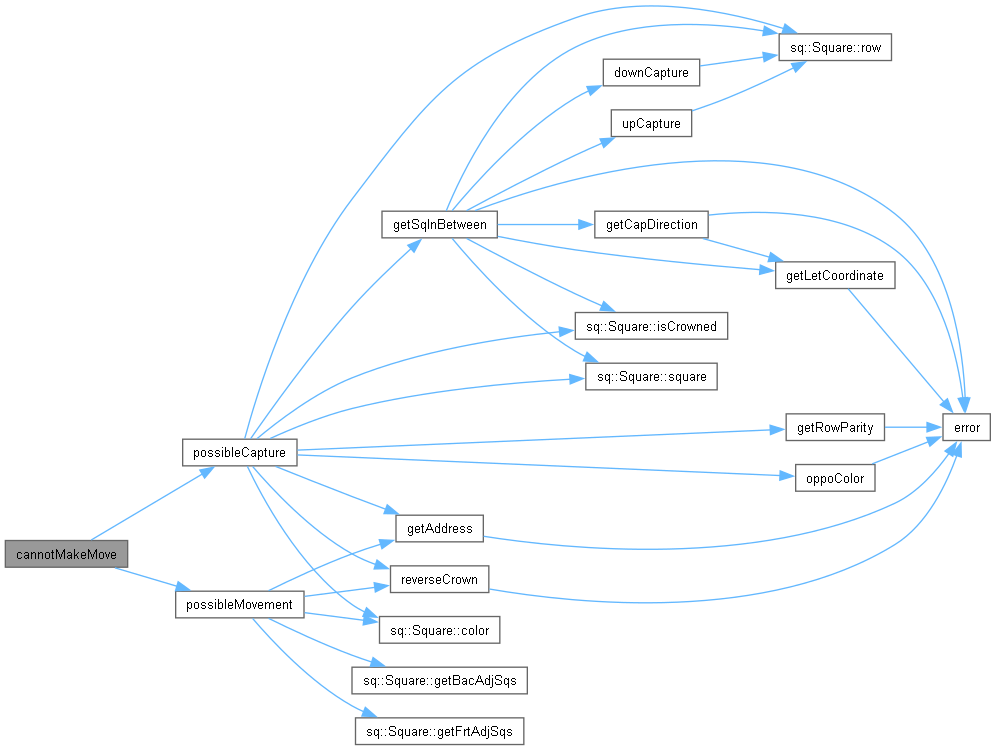 sq::Square::row
downCapture
upCapture
getSqInBetween
getCapDirection
getLetCoordinate
sq::Square::isCrowned
sq::Square::square
getRowParity
error
possibleCapture
oppoColor
getAddress
cannotMakeMove
reverseCrown
possibleMovement
sq::Square::color
sq::Square::getBacAdjSqs
sq::Square::getFrtAdjSqs